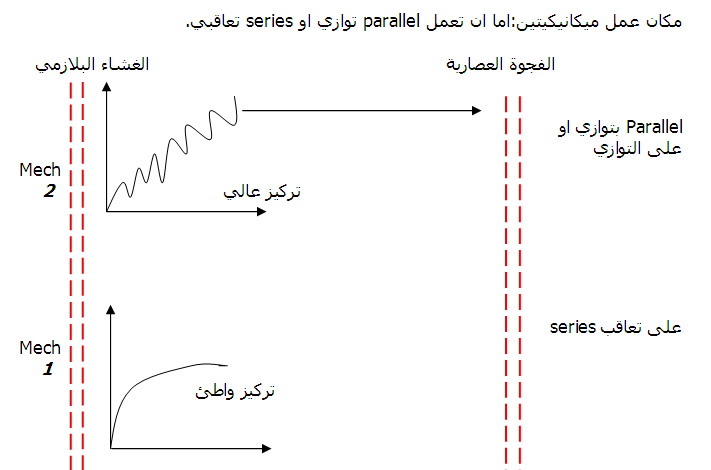 مكان عمل ميكانيكيتين:اما ان تعمل parallel توازي او series تعاقبي.
الفجوة العصارية
الغشاء البلازمي
Parallel بتوازي او
على التوازي
Mech
2
تركيز عالي
على تعاقب series
Mech
1
تركيز واطئ